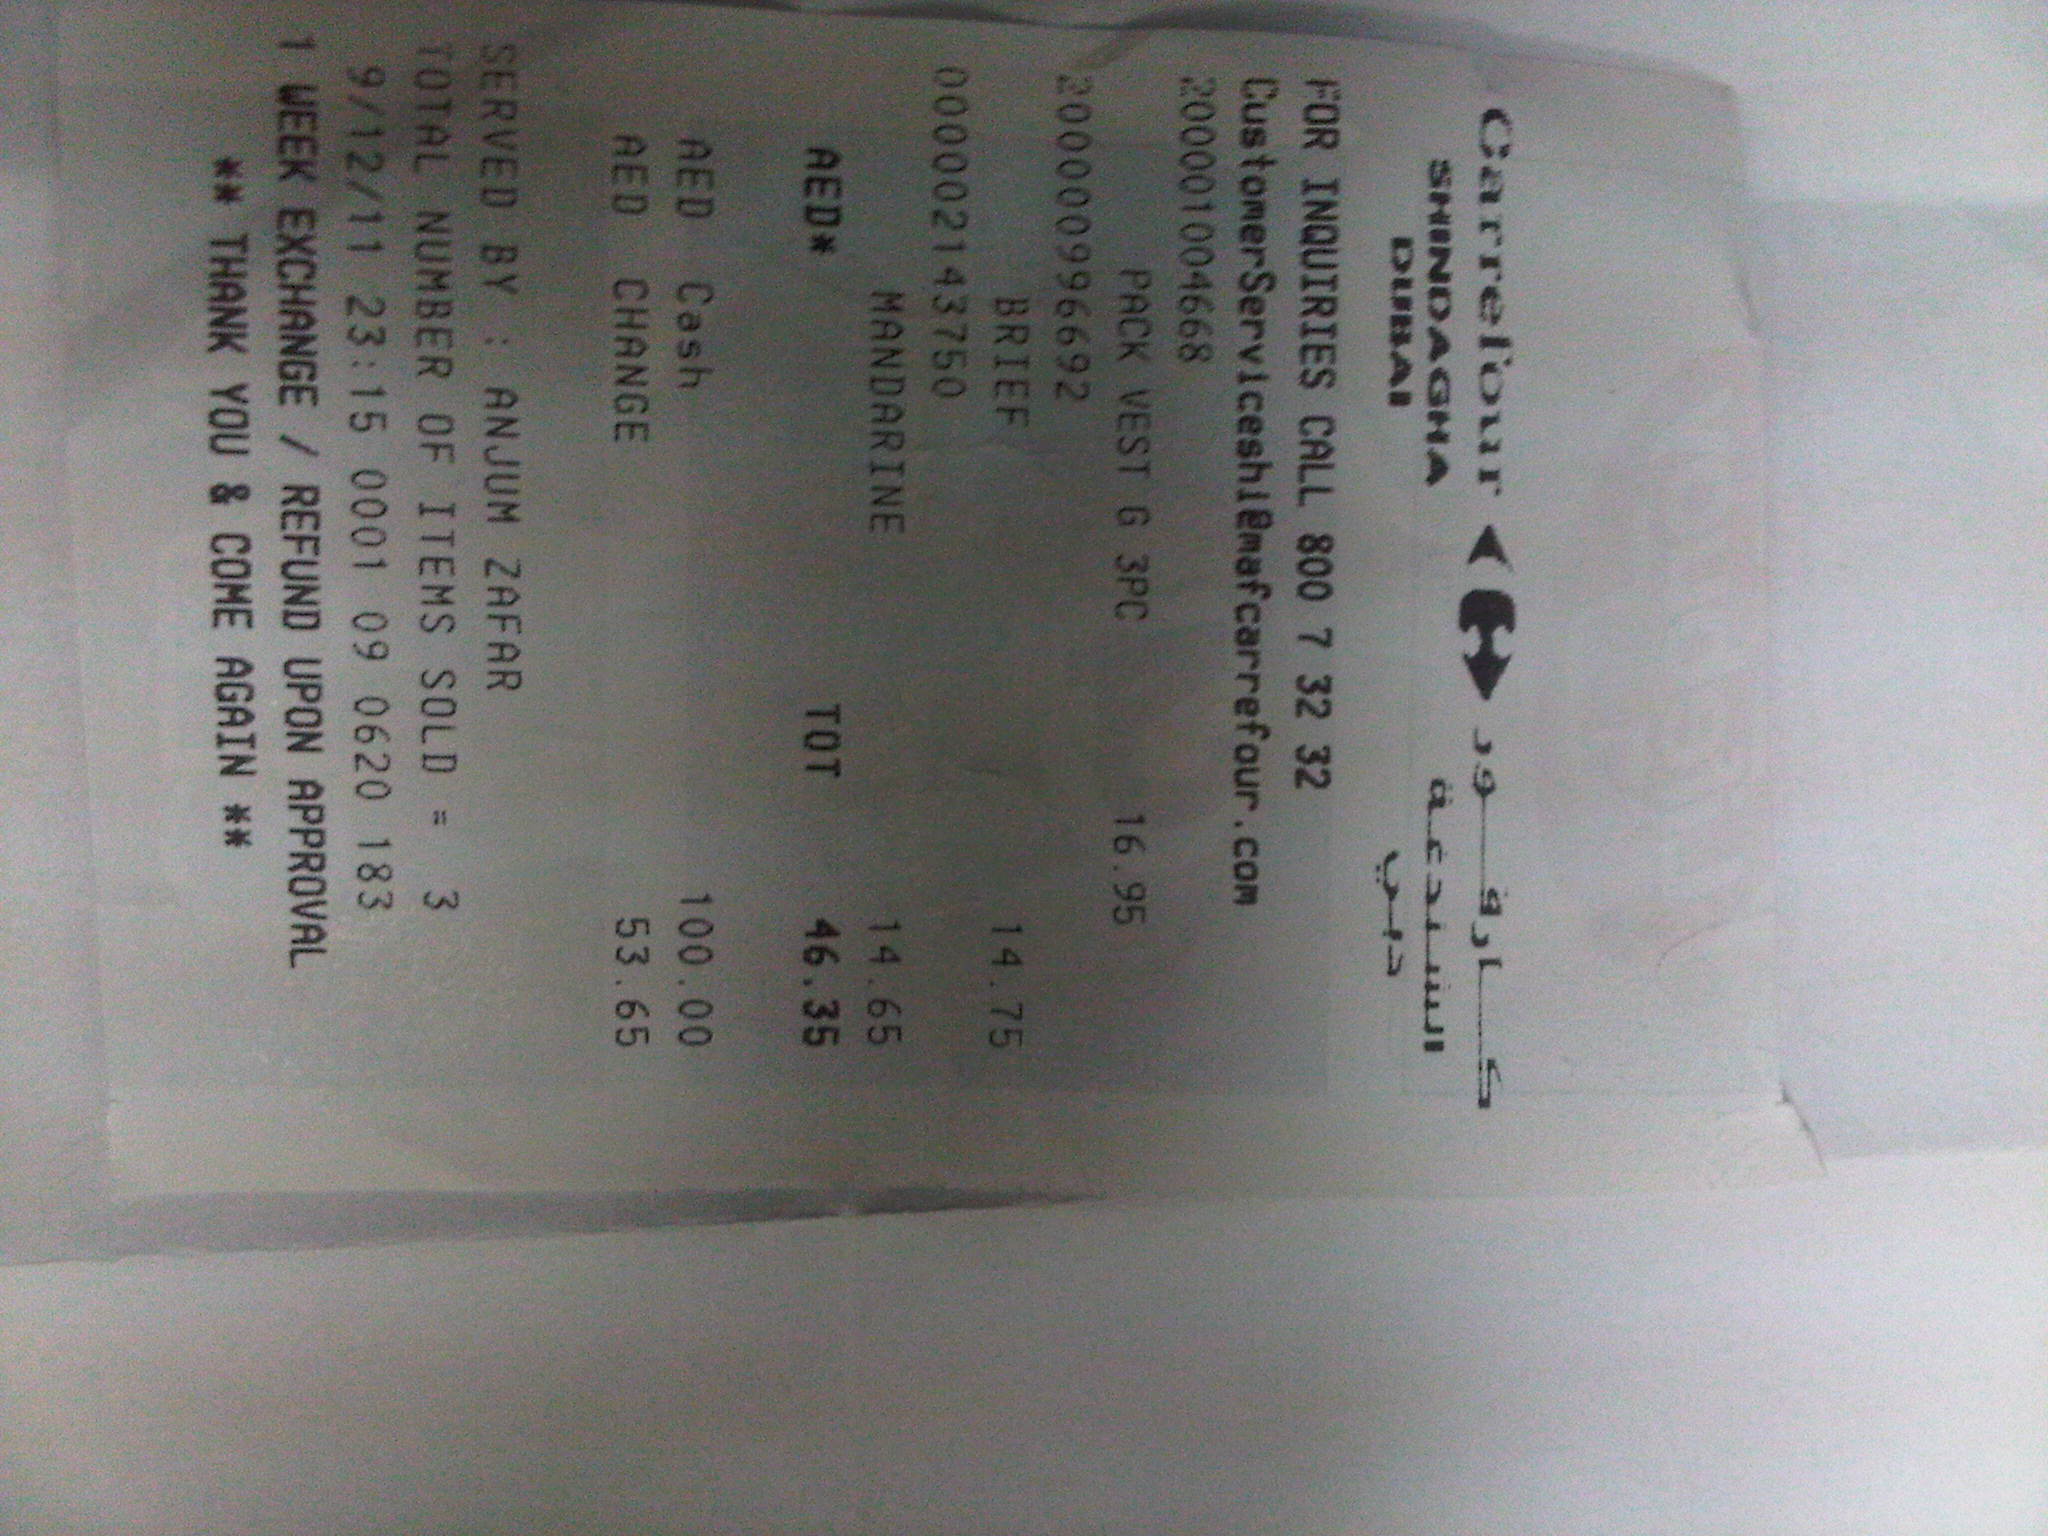 Carrefour كارفور
SHINDAGHA الشندغة
DUBAI دبي
FOR INQUIRIES CALL 800 7 32 32
CustomerServiceshi@mafcarrefour.com
200001004668
PACK VEST G 3PC 16.95
2000009996692
BRIEF 14.75
0000002143750
MANDARINE 14.65
AED* TOT 46.35
AED Cash 100.00
AED CHANGE 53.65
SERVED BY : ANJUM ZAFAR
TOTAL NUMBER OF ITEMS SOLD = 3
9/12/11 23:15 0001 09 0620 183
1 WEEK EXCHANGE / REFUND UPON APPROVAL
** THANK YOU & COME AGAIN **